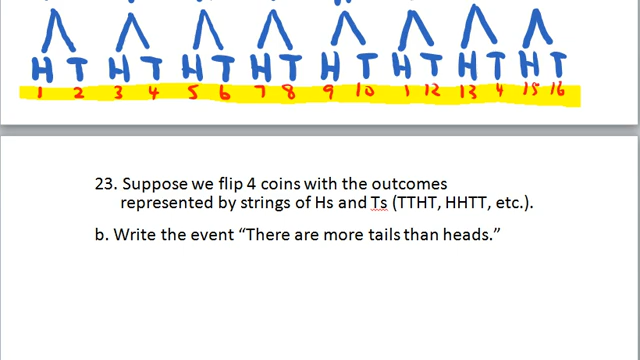 H T H T H T H T H T H T H T H T
1 2 3 4 5 6 7 8 9 10 1 12 13 4 15 16
23. Suppose we flip 4 coins with the outcomes
represented by strings of Hs and Ts (TTHT, HHTT, etc.).
b. Write the event “There are more tails than heads.”